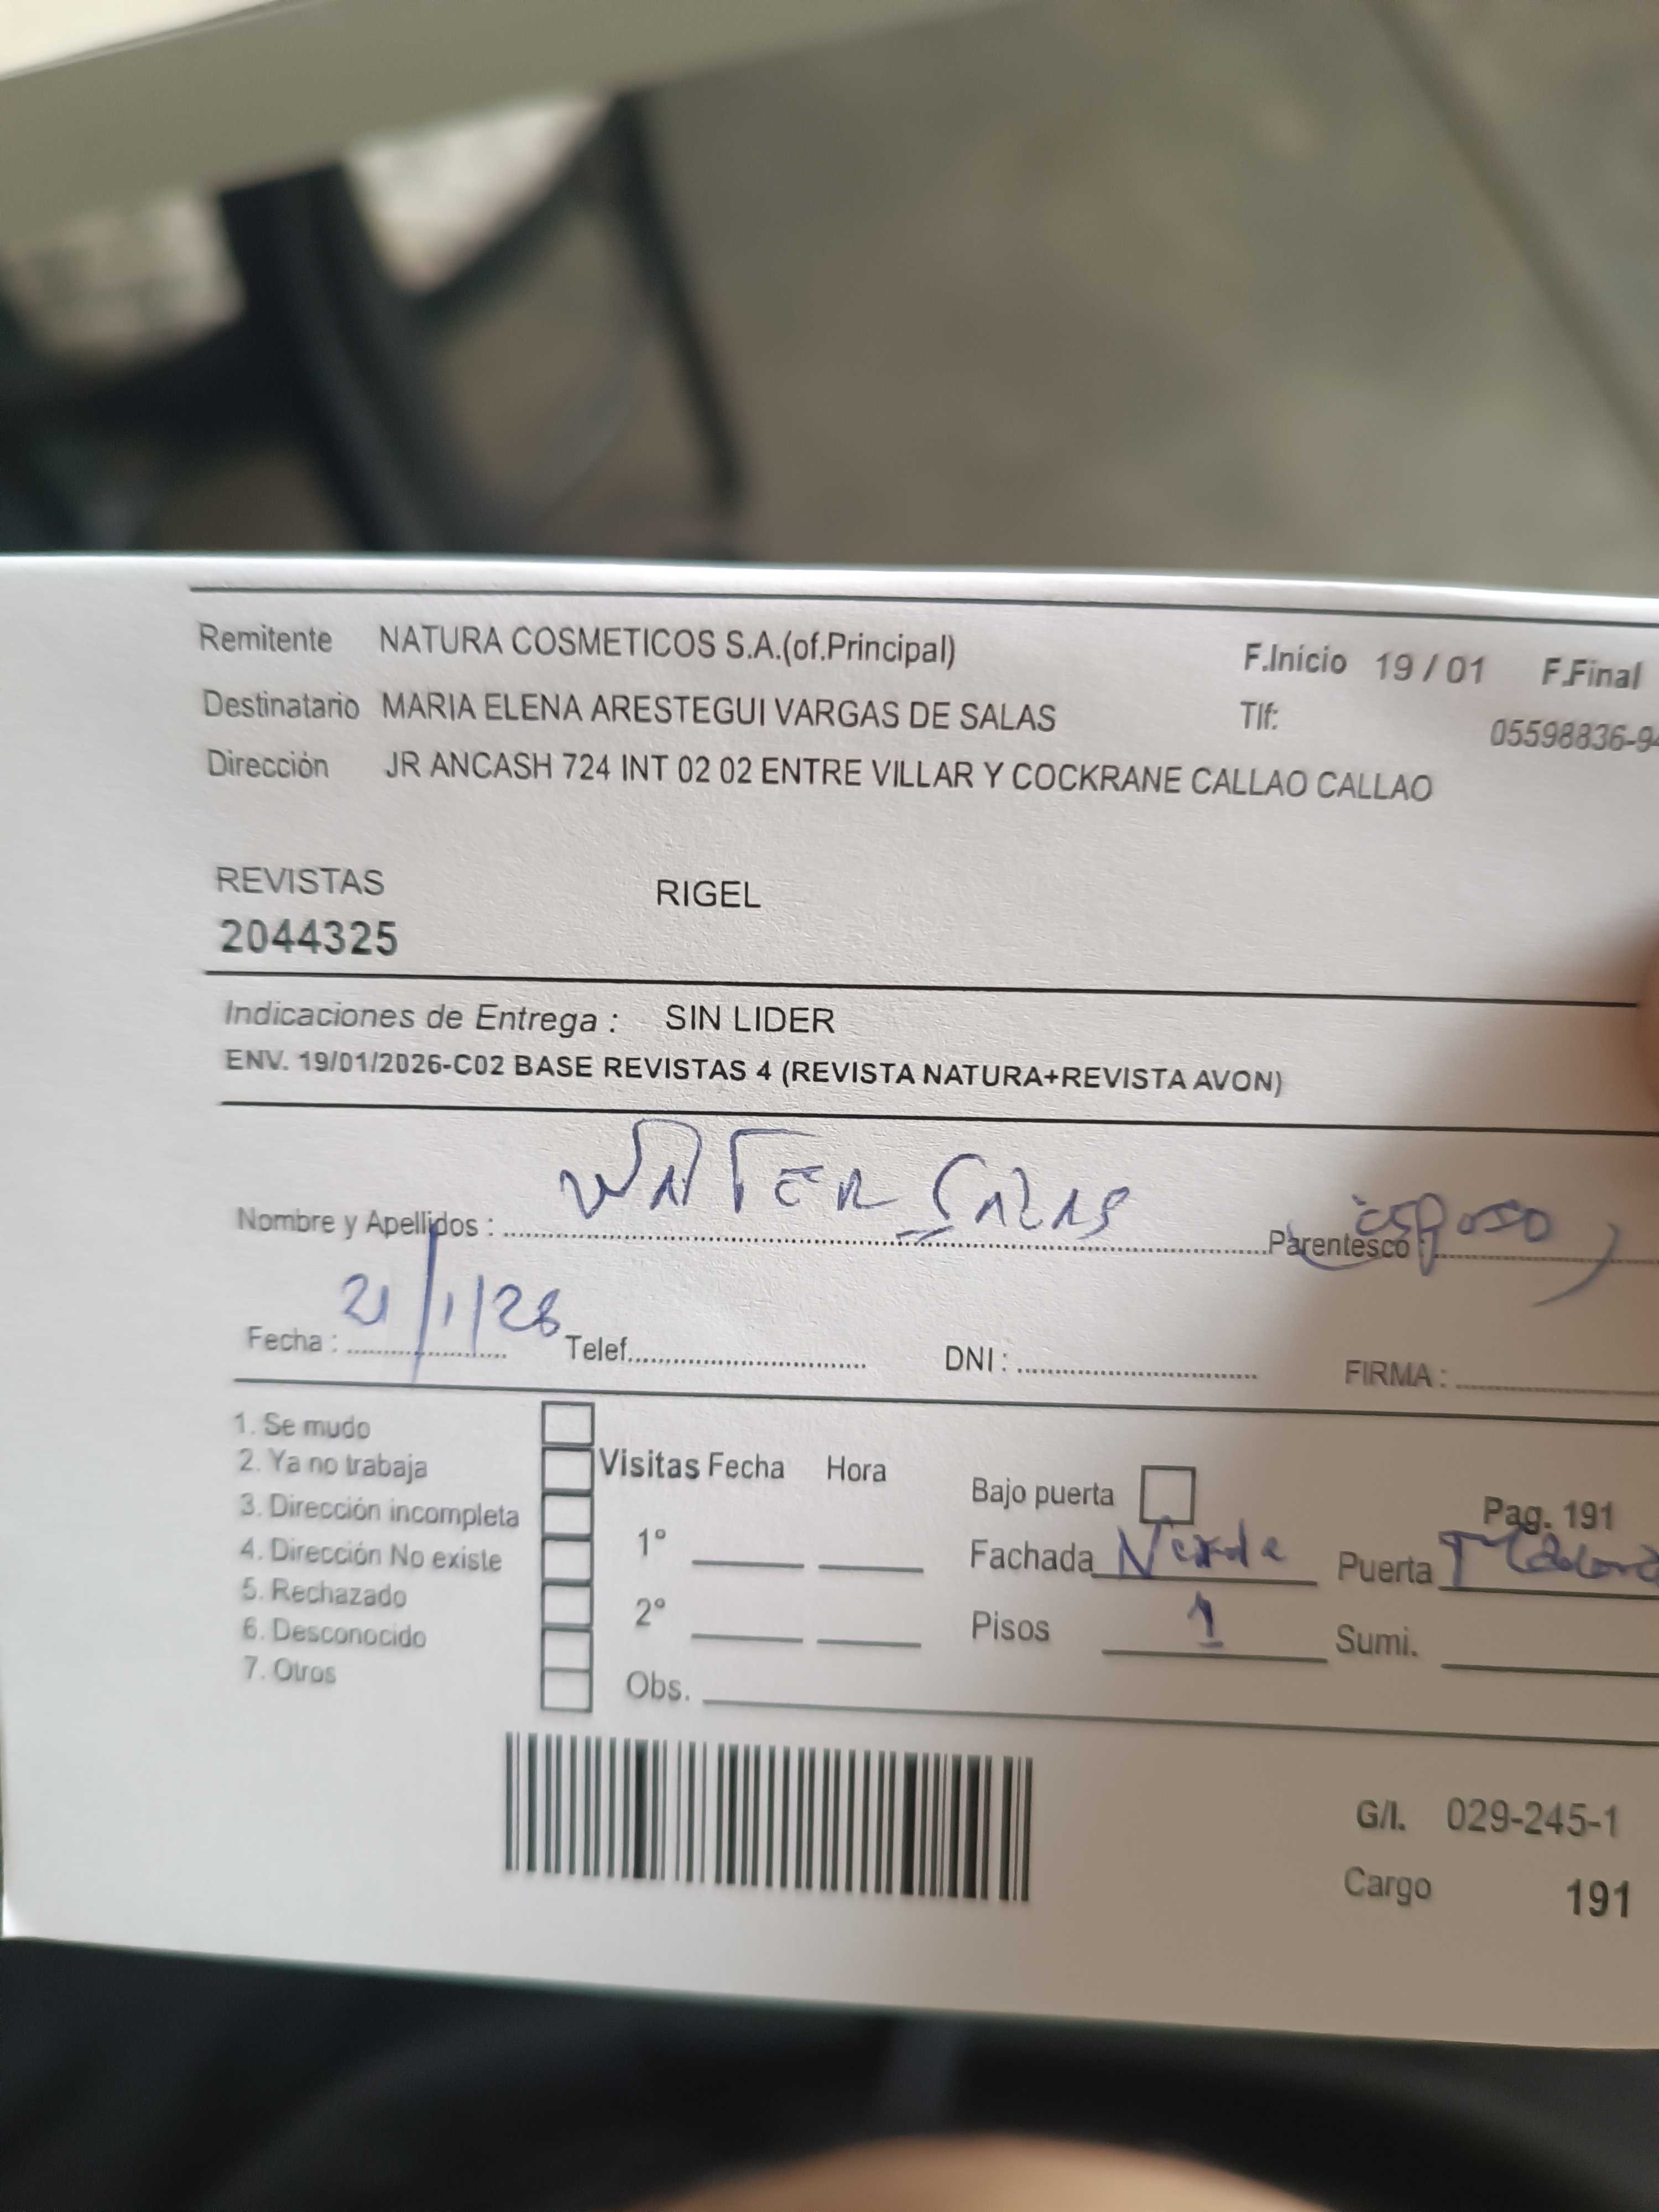 Remitente NATURA COSMETICOS S.A.(of.Principal) F.Inicio 19 / 01 F.Final
Destinatario MARIA ELENA ARESTEGUI VARGAS DE SALAS Tlf: 05598836-94
Dirección JR ANCASH 724 INT 02 02 ENTRE VILLAR Y COCKRANE CALLAO CALLAO
REVISTAS RIGEL
2044325
Indicaciones de Entrega : SIN LIDER
ENV. 19/01/2026-C02 BASE REVISTAS 4 (REVISTA NATURA+REVISTA AVON)
Nombre y Apellidos : WALTER SALAS Parentesco : esposo
Fecha : 21/1/26 Telef. DNI : FIRMA :
1. Se mudo
2. Ya no trabaja Visitas Fecha Hora Bajo puerta
3. Dirección incompleta Pag. 191
4. Dirección No existe 1° Fachada Verde Puerta
5. Rechazado
6. Desconocido 2° Pisos 1 Sumi.
7. Otros Obs.
G/I. 029-245-1
Cargo 191